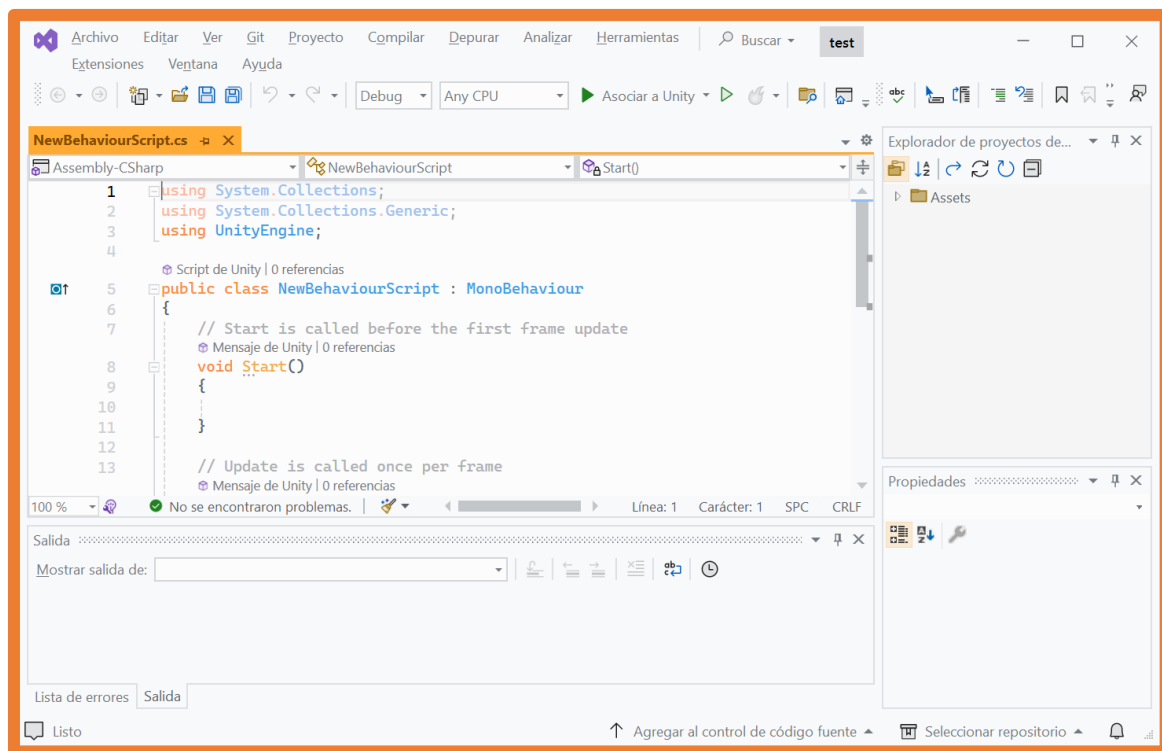 Archivo Editar Ver Git Proyecto Compilar Depurar Analizar Herramientas Buscar test
Extensiones Ventana Ayuda
Debug Any CPU Asociar a Unity abc
NewBehaviourScript.cs
Explorador de proyectos de...
Assembly-CSharp NewBehaviourScript Start()
Assets
1 using System.Collections;
2 using System.Collections.Generic;
3 using UnityEngine;
4
Script de Unity | 0 referencias
5 public class NewBehaviourScript : MonoBehaviour
6 {
7 // Start is called before the first frame update
Mensaje de Unity | 0 referencias
8 void Start()
9 {
10
11 }
12
13 // Update is called once per frame
Mensaje de Unity | 0 referencias
100 % No se encontraron problemas. Línea: 1 Carácter: 1 SPC CRLF
Propiedades
Salida
Mostrar salida de:
Lista de errores Salida
Listo Agregar al control de código fuente Seleccionar repositorio